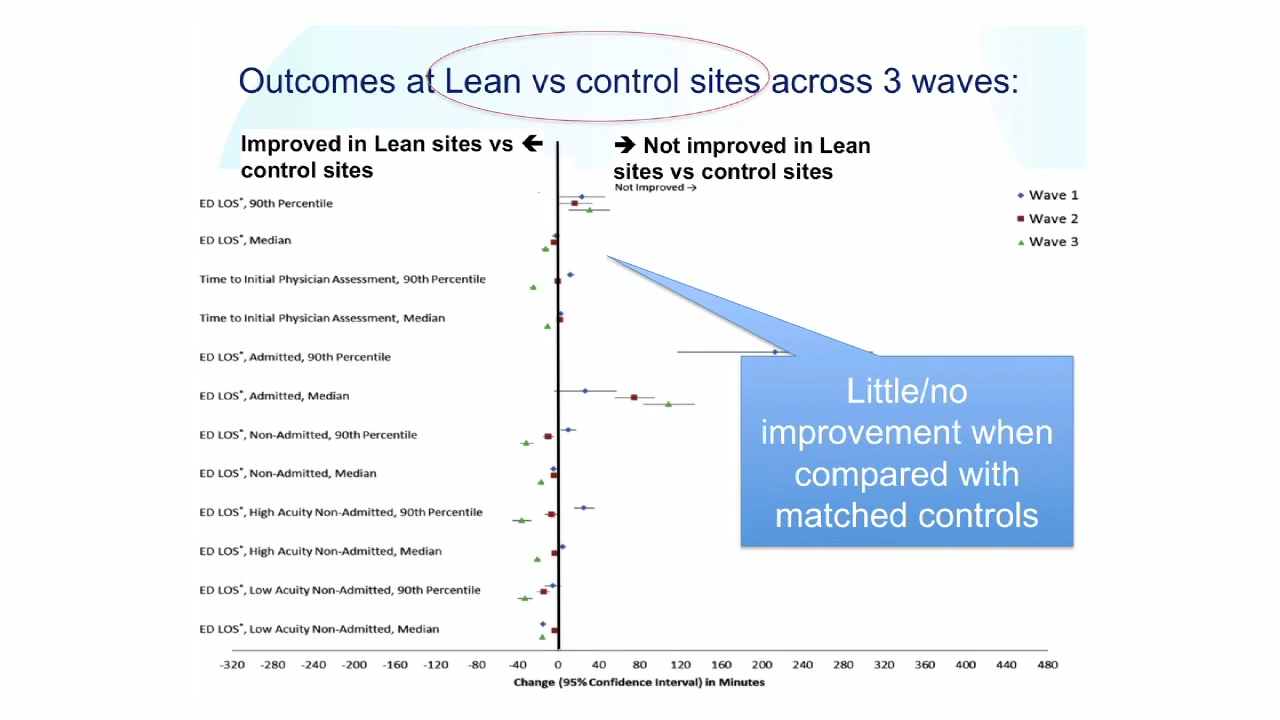 Outcomes at Lean vs control sites across 3 waves:
Improved in Lean sites vs ←
control sites
→ Not improved in Lean
sites vs control sites
Not Improved →
Wave 1
Wave 2
Wave 3
ED LOS*, 90th Percentile
ED LOS*, Median
Time to Initial Physician Assessment, 90th Percentile
Time to Initial Physician Assessment, Median
ED LOS*, Admitted, 90th Percentile
ED LOS*, Admitted, Median
ED LOS*, Non-Admitted, 90th Percentile
ED LOS*, Non-Admitted, Median
ED LOS*, High Acuity Non-Admitted, 90th Percentile
ED LOS*, High Acuity Non-Admitted, Median
ED LOS*, Low Acuity Non-Admitted, 90th Percentile
ED LOS*, Low Acuity Non-Admitted, Median
Little/no
improvement when
compared with
matched controls
-320 -280 -240 -200 -160 -120 -80 -40 0 40 80 120 160 200 240 280 320 360 400 440 480
Change (95% Confidence Interval) in Minutes